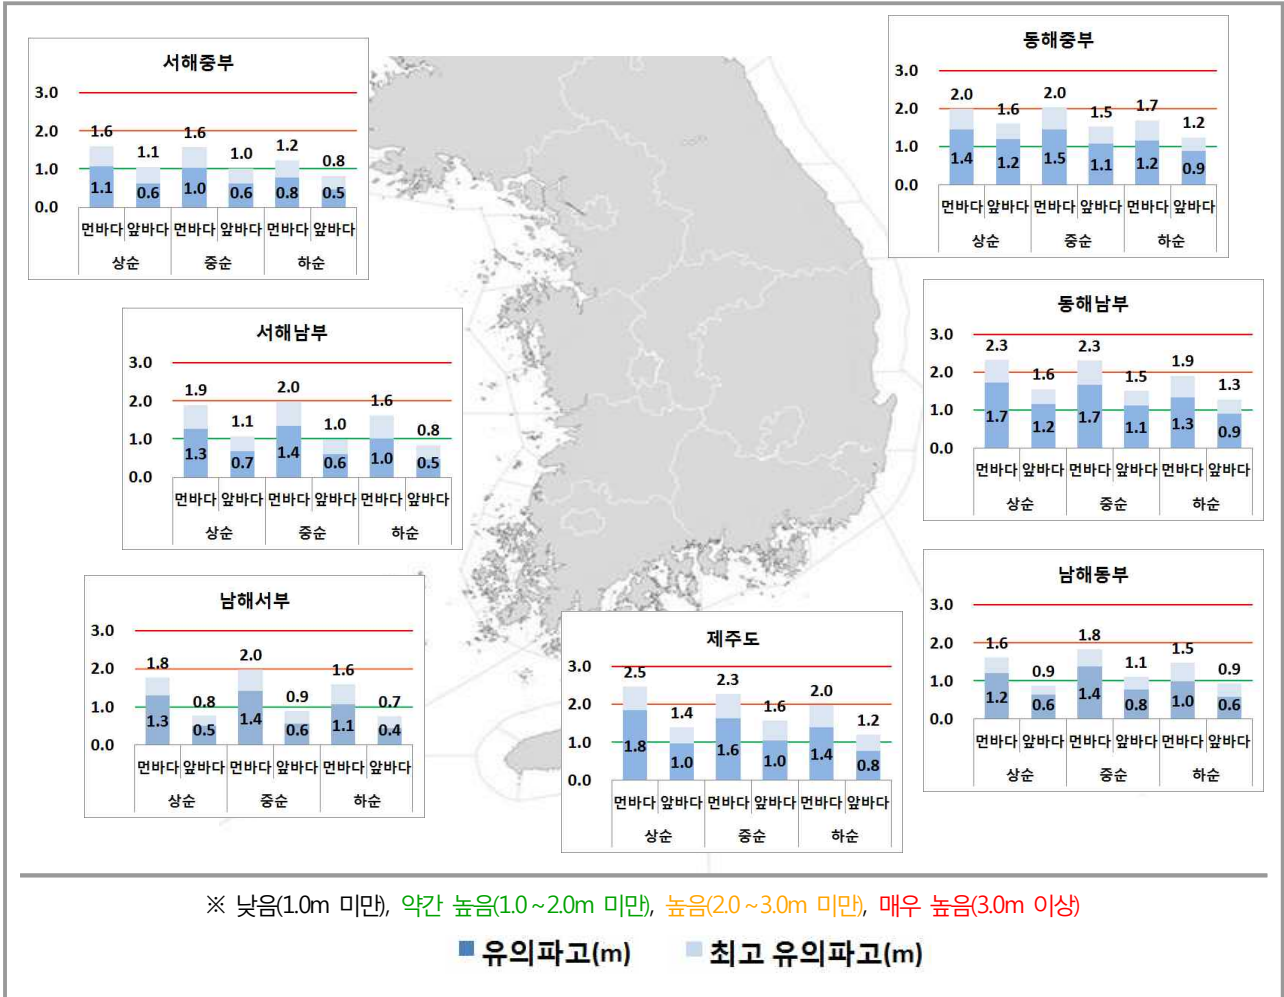 서해중부
3.0
2.0
1.0
0.0
1.6 1.1 1.6 1.0 1.2 0.8
1.1 0.6 1.0 0.6 0.8 0.5
먼바다 앞바다 먼바다 앞바다 먼바다 앞바다
상순 중순 하순
동해중부
3.0
2.0
1.0
0.0
2.0 1.6 2.0 1.5 1.7 1.2
1.4 1.2 1.5 1.1 1.2 0.9
먼바다 앞바다 먼바다 앞바다 먼바다 앞바다
상순 중순 하순
서해남부
3.0
2.0
1.0
0.0
1.9 1.1 2.0 1.0 1.6 0.8
1.3 0.7 1.4 0.6 1.0 0.5
먼바다 앞바다 먼바다 앞바다 먼바다 앞바다
상순 중순 하순
동해남부
3.0
2.0
1.0
0.0
2.3 1.6 2.3 1.5 1.9 1.3
1.7 1.2 1.7 1.1 1.3 0.9
먼바다 앞바다 먼바다 앞바다 먼바다 앞바다
상순 중순 하순
남해서부
3.0
2.0
1.0
0.0
1.8 0.8 2.0 0.9 1.6 0.7
1.3 0.5 1.4 0.6 1.1 0.4
먼바다 앞바다 먼바다 앞바다 먼바다 앞바다
상순 중순 하순
제주도
3.0
2.0
1.0
0.0
2.5 1.4 2.3 1.6 2.0 1.2
1.8 1.0 1.6 1.0 1.4 0.8
먼바다 앞바다 먼바다 앞바다 먼바다 앞바다
상순 중순 하순
남해동부
3.0
2.0
1.0
0.0
1.6 0.9 1.8 1.1 1.5 0.9
1.2 0.6 1.4 0.8 1.0 0.6
먼바다 앞바다 먼바다 앞바다 먼바다 앞바다
상순 중순 하순
※ 낮음(1.0m 미만), 약간 높음(1.0~2.0m 미만), 높음(2.0~3.0m 미만), 매우 높음(3.0m 이상)
유의파고(m) 최고 유의파고(m)